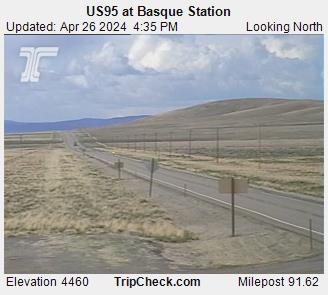 US95 at Basque Station
Updated: Apr 26 2024 4:35 PM Looking North
Elevation 4460 TripCheck.com Milepost 91.62